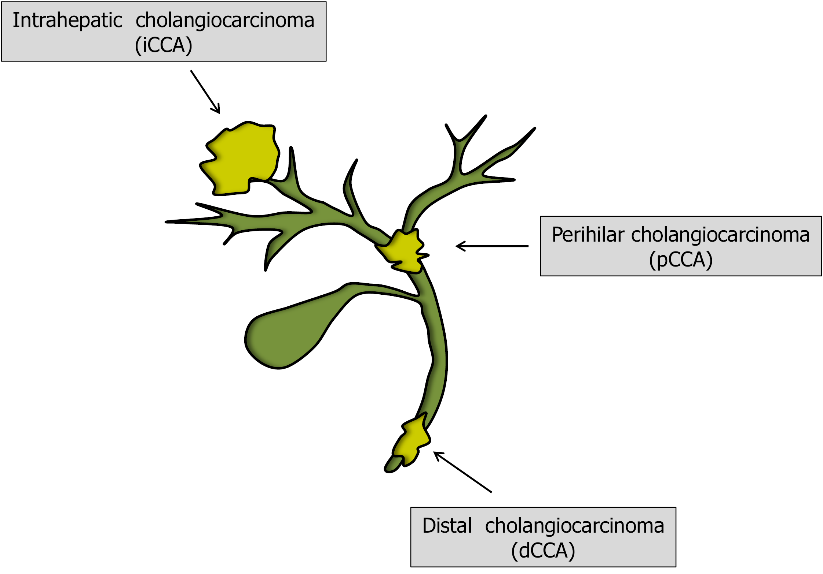 Intrahepatic cholangiocarcinoma
(iCCA)
Perihilar cholangiocarcinoma
(pCCA)
Distal cholangiocarcinoma
(dCCA)